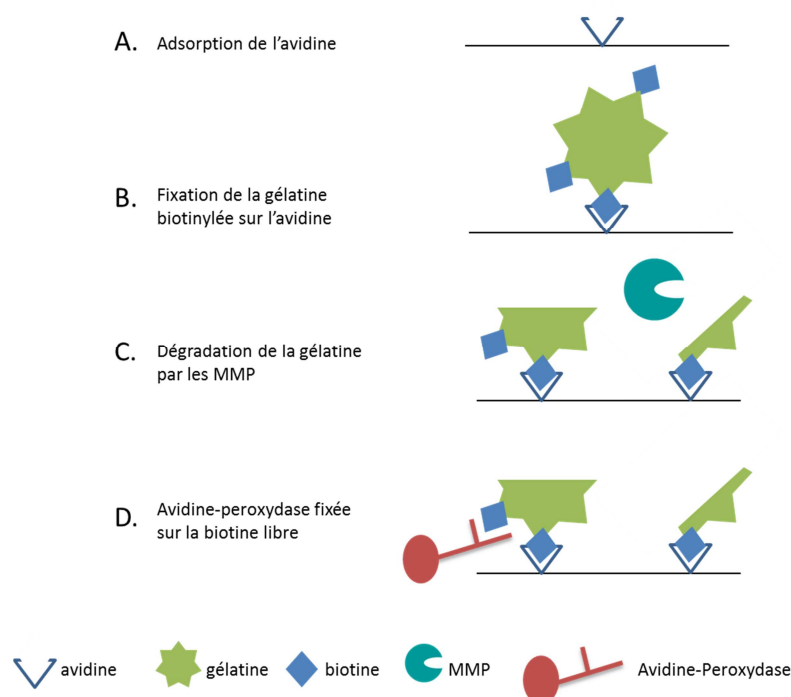 A. Adsorption de l'avidine
B. Fixation de la gélatine
biotinylée sur l'avidine
C. Dégradation de la gélatine
par les MMP
D. Avidine-peroxydase fixée
sur la biotine libre
avidine gélatine biotine MMP Avidine-Peroxydase